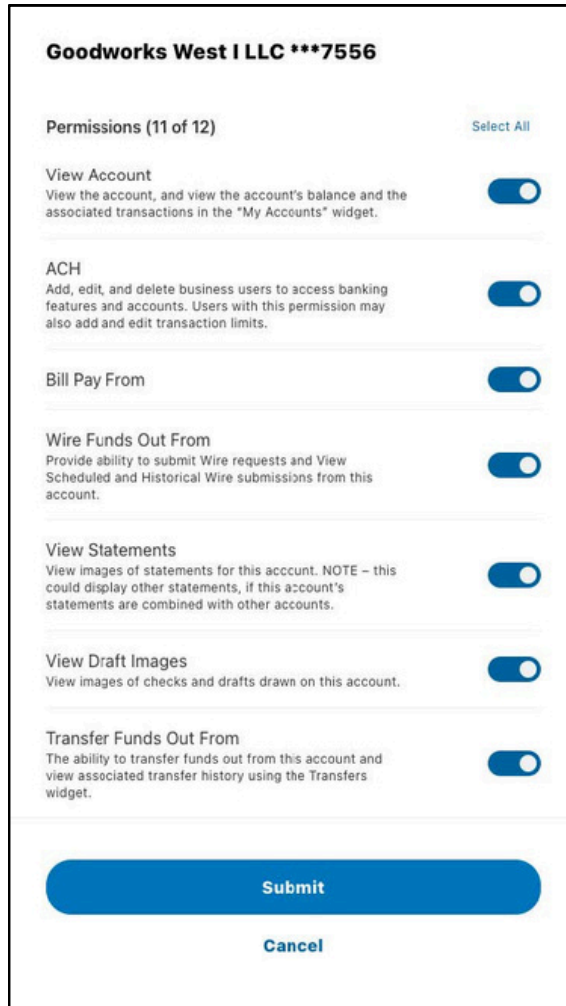 Goodworks West I LLC ***7556
Permissions (11 of 12)
Select All
View Account
View the account, and view the account's balance and the
associated transactions in the “My Accounts” widget.
ACH
Add, edit, and delete business users to access banking
features and accounts. Users with this permission may
also add and edit transaction limits.
Bill Pay From
Wire Funds Out From
Provide ability to submit Wire requests and View
Scheduled and Historical Wire submissions from this
account.
View Statements
View images of statements for this account. NOTE – this
could display other statements, if this account's
statements are combined with other accounts.
View Draft Images
View images of checks and drafts drawn on this account.
Transfer Funds Out From
The ability to transfer funds out from this account and
view associated transfer history using the Transfers
widget.
Submit
Cancel